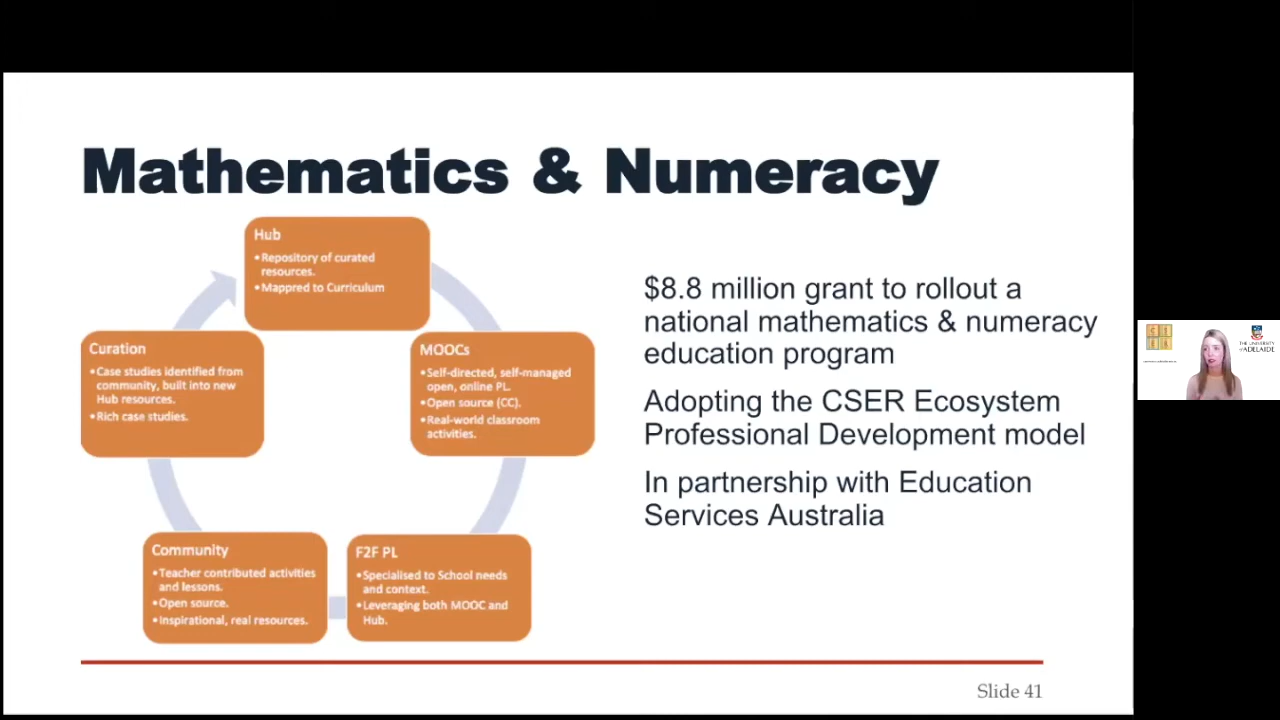 Mathematics & Numeracy
Hub
•Repository of curated
resources.
•Mappred to Curriculum
MOOCs
•Self-directed, self-managed
open, online PL.
•Open source (CC).
•Real-world classroom
activities.
F2F PL
•Specialised to School needs
and context.
•Leveraging both MOOC and
Hub.
Community
•Teacher contributed activities
and lessons.
•Open source.
•Inspirational, real resources.
Curation
•Case studies identified from
community, built into new
Hub resources.
•Rich case studies.
$8.8 million grant to rollout a
national mathematics & numeracy
education program
Adopting the CSER Ecosystem
Professional Development model
In partnership with Education
Services Australia
Slide 41
THE UNIVERSITY
of ADELAIDE